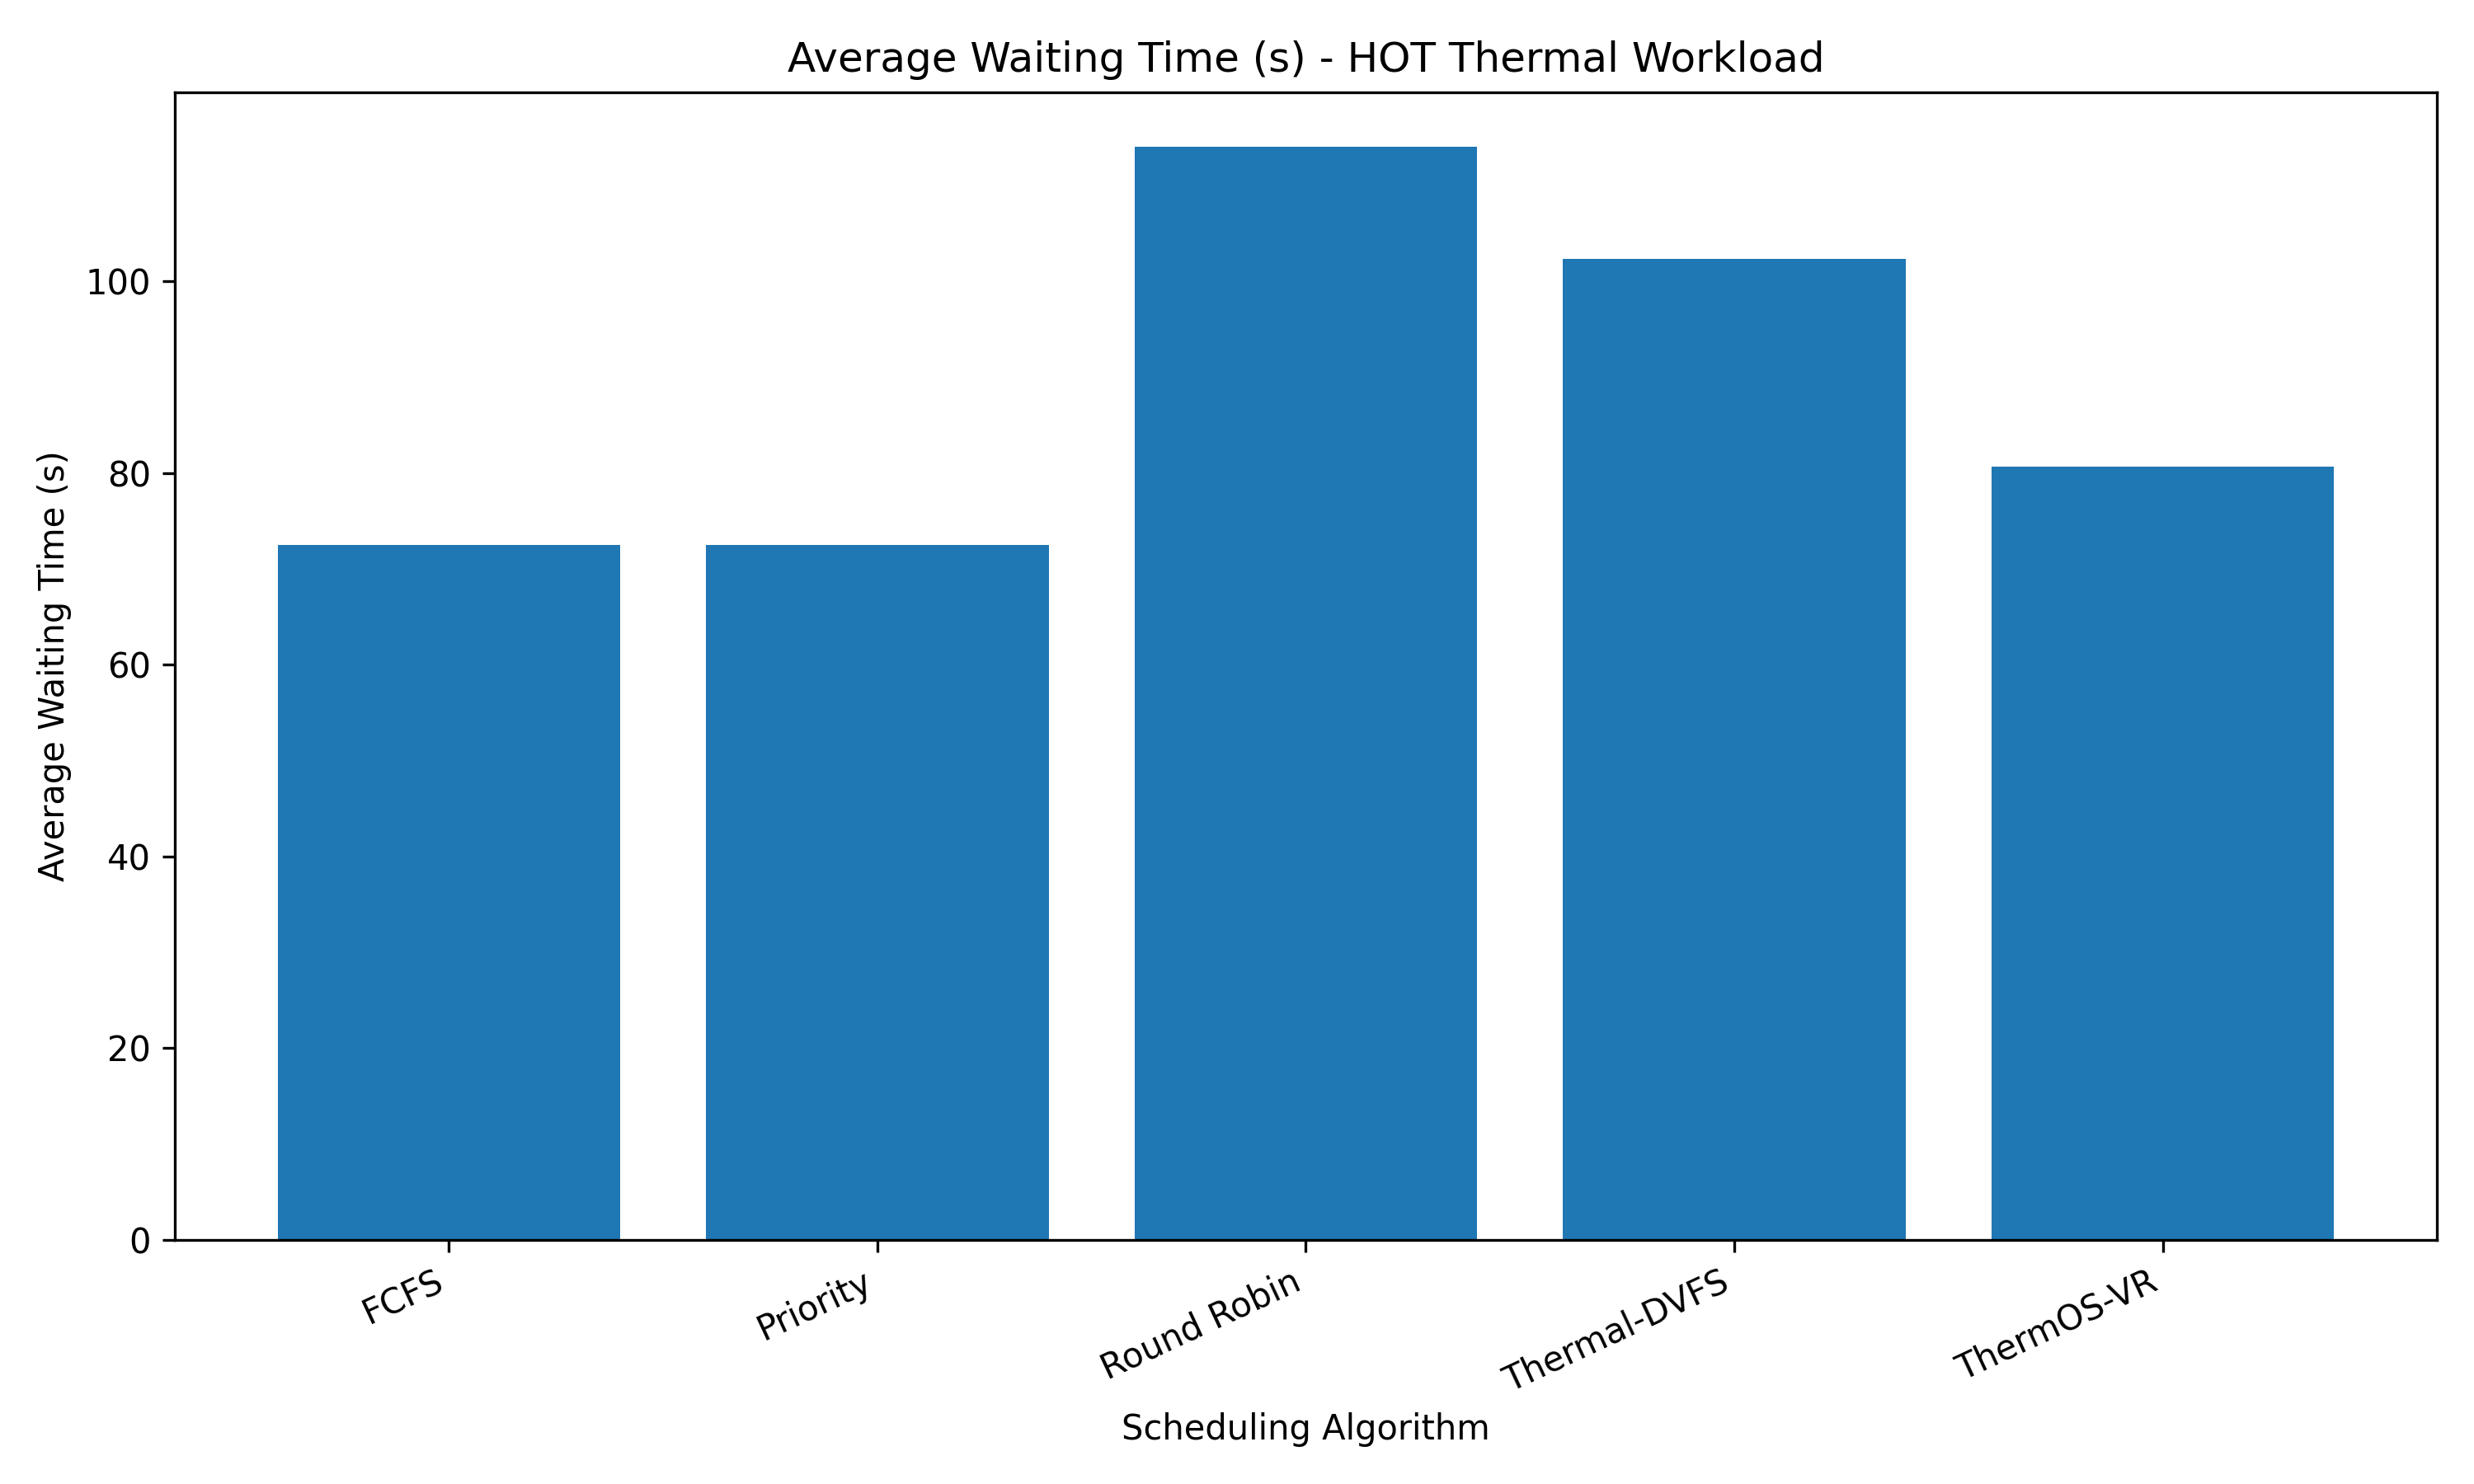 Average Waiting Time (s) - HOT Thermal Workload
Average Waiting Time (s)
100
80
60
40
20
0
FCFS
Priority
Round Robin
Thermal-DVFS
ThermOS-VR
Scheduling Algorithm